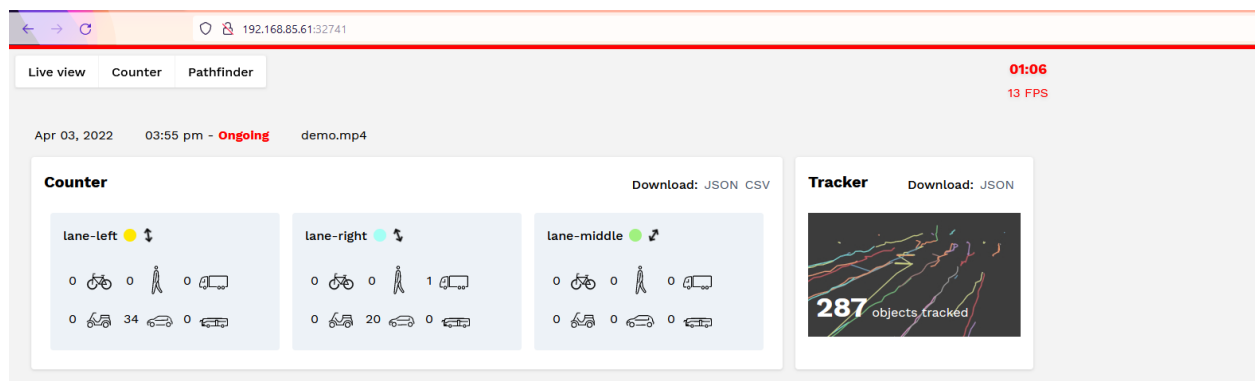 192.168.85.61:32741
Live view Counter Pathfinder
01:06
13 FPS
Apr 03, 2022 03:55 pm - Ongoing demo.mp4
Counter Download: JSON CSV
lane-left
0 0 0
0 34 0
lane-right
0 0 1
0 20 0
lane-middle
0 0 0
0 0 0
Tracker Download: JSON
287 objects tracked